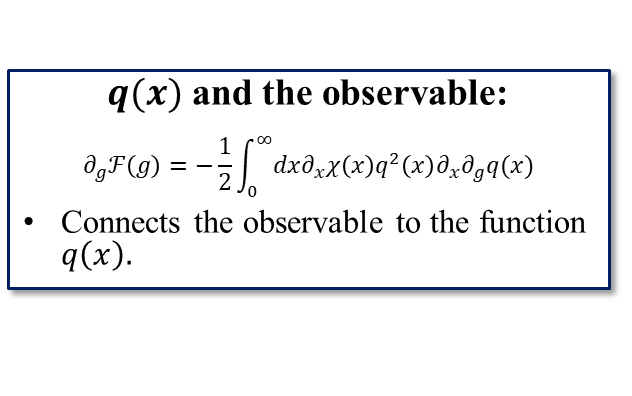 q(x) and the observable:
∂_gℱ(g) = −1/2 ∫_0^∞ dx∂_xχ(x)q²(x)∂_x∂_gq(x)
• Connects the observable to the function
q(x).